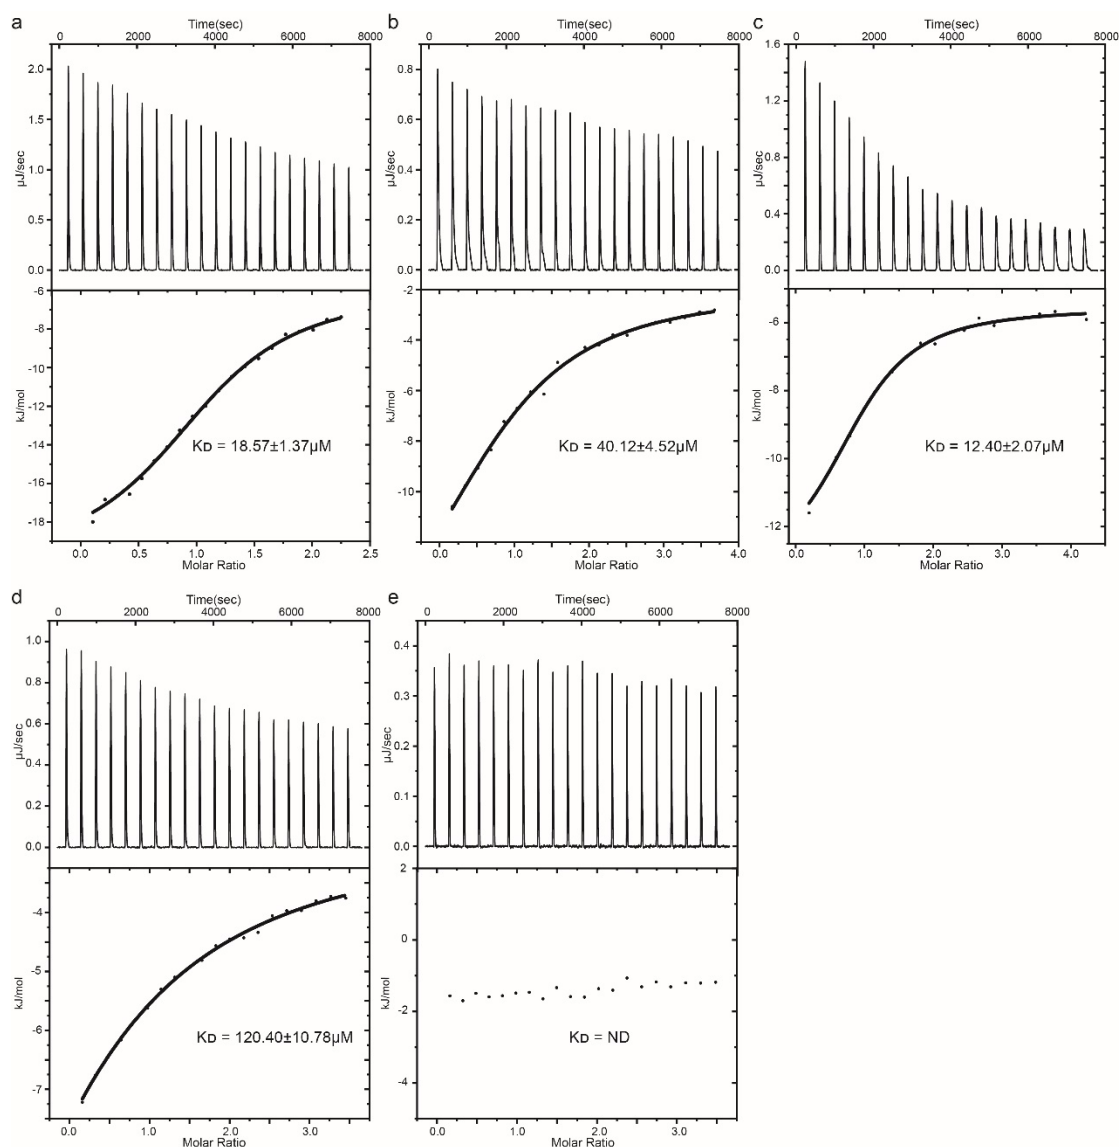 a
Time(sec)
0 2000 4000 6000 8000
2.0
1.5
1.0
0.5
0.0
µJ/sec
-6
-8
-10
-12
-14
-16
-18
kJ/mol
KD = 18.57±1.37µM
0.0 0.5 1.0 1.5 2.0 2.5
Molar Ratio
b
Time(sec)
0 2000 4000 6000 8000
0.8
0.6
0.4
0.2
0.0
µJ/sec
-2
-4
-6
-8
-10
kJ/mol
KD = 40.12±4.52µM
0.0 1.0 2.0 3.0 4.0
Molar Ratio
c
Time(sec)
0 2000 4000 6000 8000
1.6
1.2
0.8
0.4
0.0
µJ/sec
-6
-8
-10
-12
kJ/mol
KD = 12.40±2.07µM
0.0 1.0 2.0 3.0 4.0
Molar Ratio
d
Time(sec)
0 2000 4000 6000 8000
1.0
0.8
0.6
0.4
0.2
0.0
µJ/sec
-4
-5
-6
-7
kJ/mol
KD = 120.40±10.78µM
0.0 1.0 2.0 3.0
Molar Ratio
e
Time(sec)
0 2000 4000 6000 8000
0.4
0.3
0.2
0.1
0.0
µJ/sec
2
0
-2
-4
kJ/mol
KD = ND
0.0 1.0 2.0 3.0
Molar Ratio